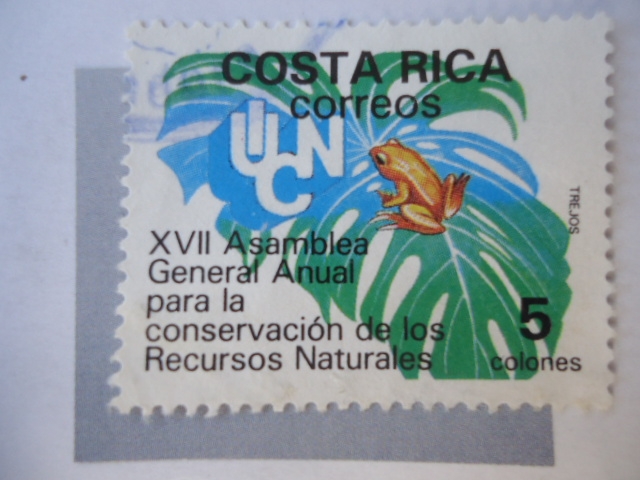 COSTA RICA
correos
UICN
XVII Asamblea
General Anual
para la
conservación de los
Recursos Naturales
5
colones
TREJOS